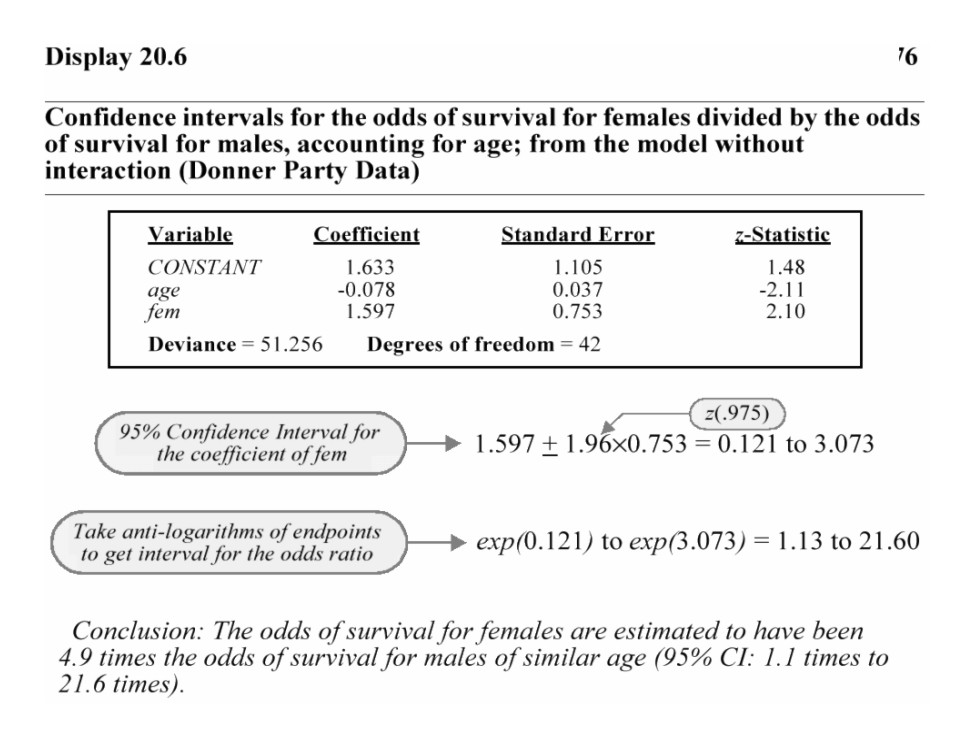 Display 20.6 76
Confidence intervals for the odds of survival for females divided by the odds
of survival for males, accounting for age; from the model without
interaction (Donner Party Data)
Variable Coefficient Standard Error z-Statistic
CONSTANT 1.633 1.105 1.48
age -0.078 0.037 -2.11
fem 1.597 0.753 2.10
Deviance = 51.256 Degrees of freedom = 42
z(.975)
95% Confidence Interval for
the coefficient of fem
1.597 ± 1.96×0.753 = 0.121 to 3.073
Take anti-logarithms of endpoints
to get interval for the odds ratio
exp(0.121) to exp(3.073) = 1.13 to 21.60
Conclusion: The odds of survival for females are estimated to have been
4.9 times the odds of survival for males of similar age (95% CI: 1.1 times to
21.6 times).